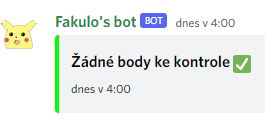 Fakulo's bot BOT dnes v 4:00
Žádné body ke kontrole ✅
dnes v 4:00